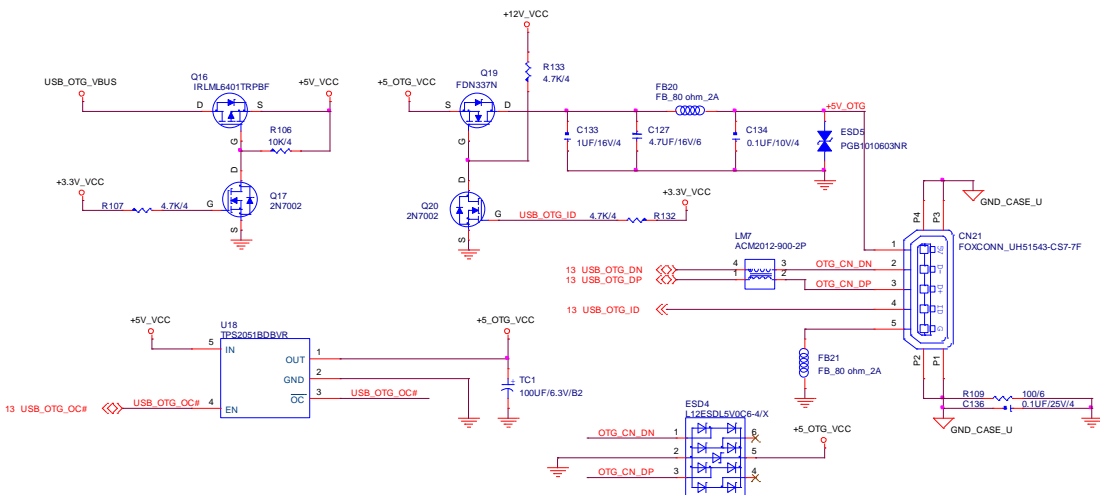 +12V_VCC
USB_OTG_VBUS
Q16
IRLML6401TRPBF
+5V_VCC
D
S
G
R106
10K/4
D
Q17
2N7002
G
S
+3.3V_VCC
R107
4.7K/4
+5_OTG_VCC
Q19
FDN337N
S
D
G
R133
4.7K/4
D
Q20
2N7002
G
S
USB_OTG_ID
4.7K/4
R132
+3.3V_VCC
FB20
FB_80 ohm_2A
+5V_OTG
C133
1UF/16V/4
C127
4.7UF/16V/6
C134
0.1UF/10V/4
ESD5
PGB1010603NR
GND_CASE_U
P4
P3
CN21
FOXCONN_UH51543-CS7-7F
LM7
ACM2012-900-2P
13 USB_OTG_DN
13 USB_OTG_DP
4
1
3
2
OTG_CN_DN
OTG_CN_DP
13 USB_OTG_ID
1
2
3
4
5
5V
D-
D+
ID
G
P2
P1
FB21
FB_80 ohm_2A
R109
100/6
C136
0.1UF/25V/4
GND_CASE_U
+5V_VCC
U18
TPS2051BDBVR
5
IN
OUT
1
GND
2
OC
3
USB_OTG_OC#
13 USB_OTG_OC#
USB_OTG_OC#
4
EN
+5_OTG_VCC
+
TC1
100UF/6.3V/B2
ESD4
L12ESDL5V0C6-4/X
OTG_CN_DN
1
6
2
5
+5_OTG_VCC
OTG_CN_DP
3
4